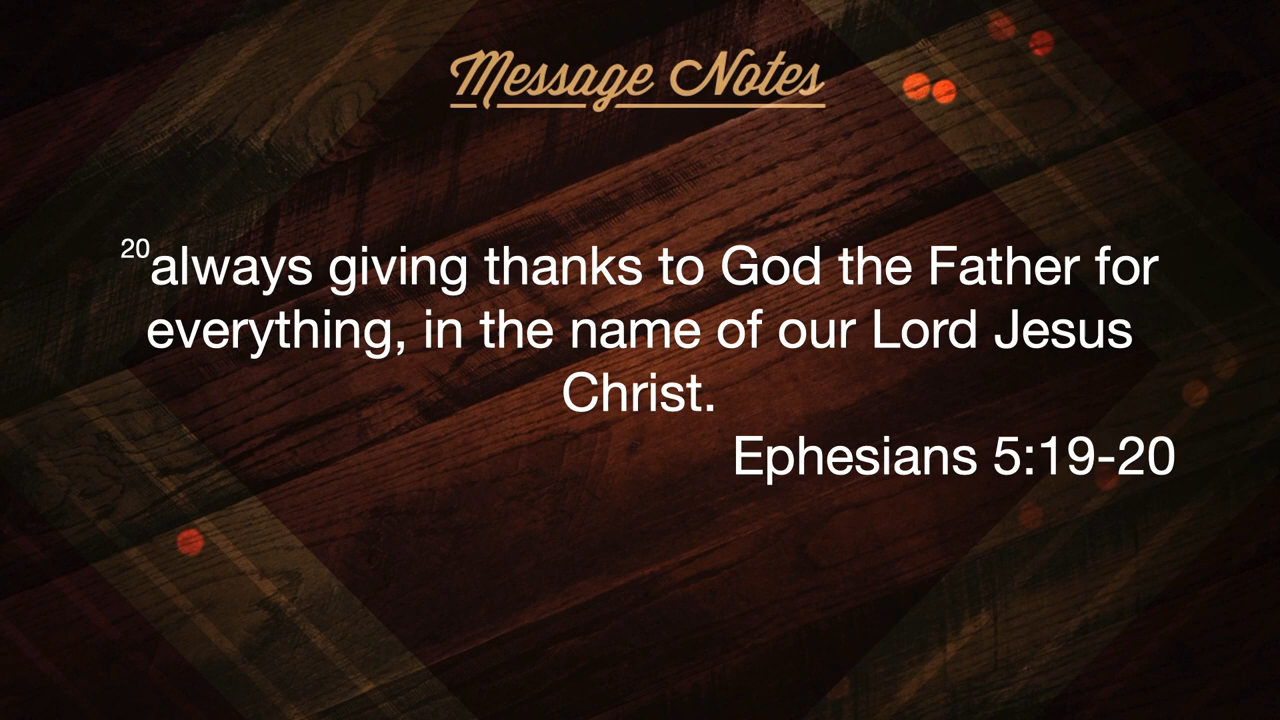 Message Notes
20always giving thanks to God the Father for
everything, in the name of our Lord Jesus
Christ.
Ephesians 5:19-20